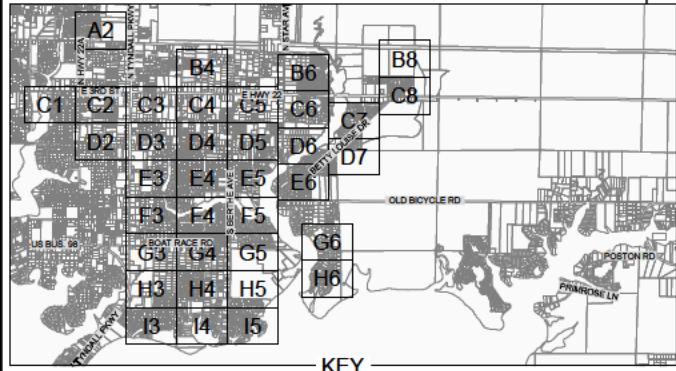 A2
N HWY 22A
N TYNDALL PKWY
N STAR AV
B4
B6
B8
E 3RD ST
E HWY 22
C1
C2
C3
C4
C5
C6
C7
C8
D2
D3
D4
D5
D6
D7
BETTY LOUISE DR
E3
E4
E5
E6
S BERTHE AVE
OLD BICYCLE RD
F3
F4
F5
US BUS. 98
BOAT RACE RD
G3
G4
G5
G6
POSTON RD
H3
H4
H5
H6
PRIMROSE LN
I3
I4
I5
TYNDALL PKWY
KEY